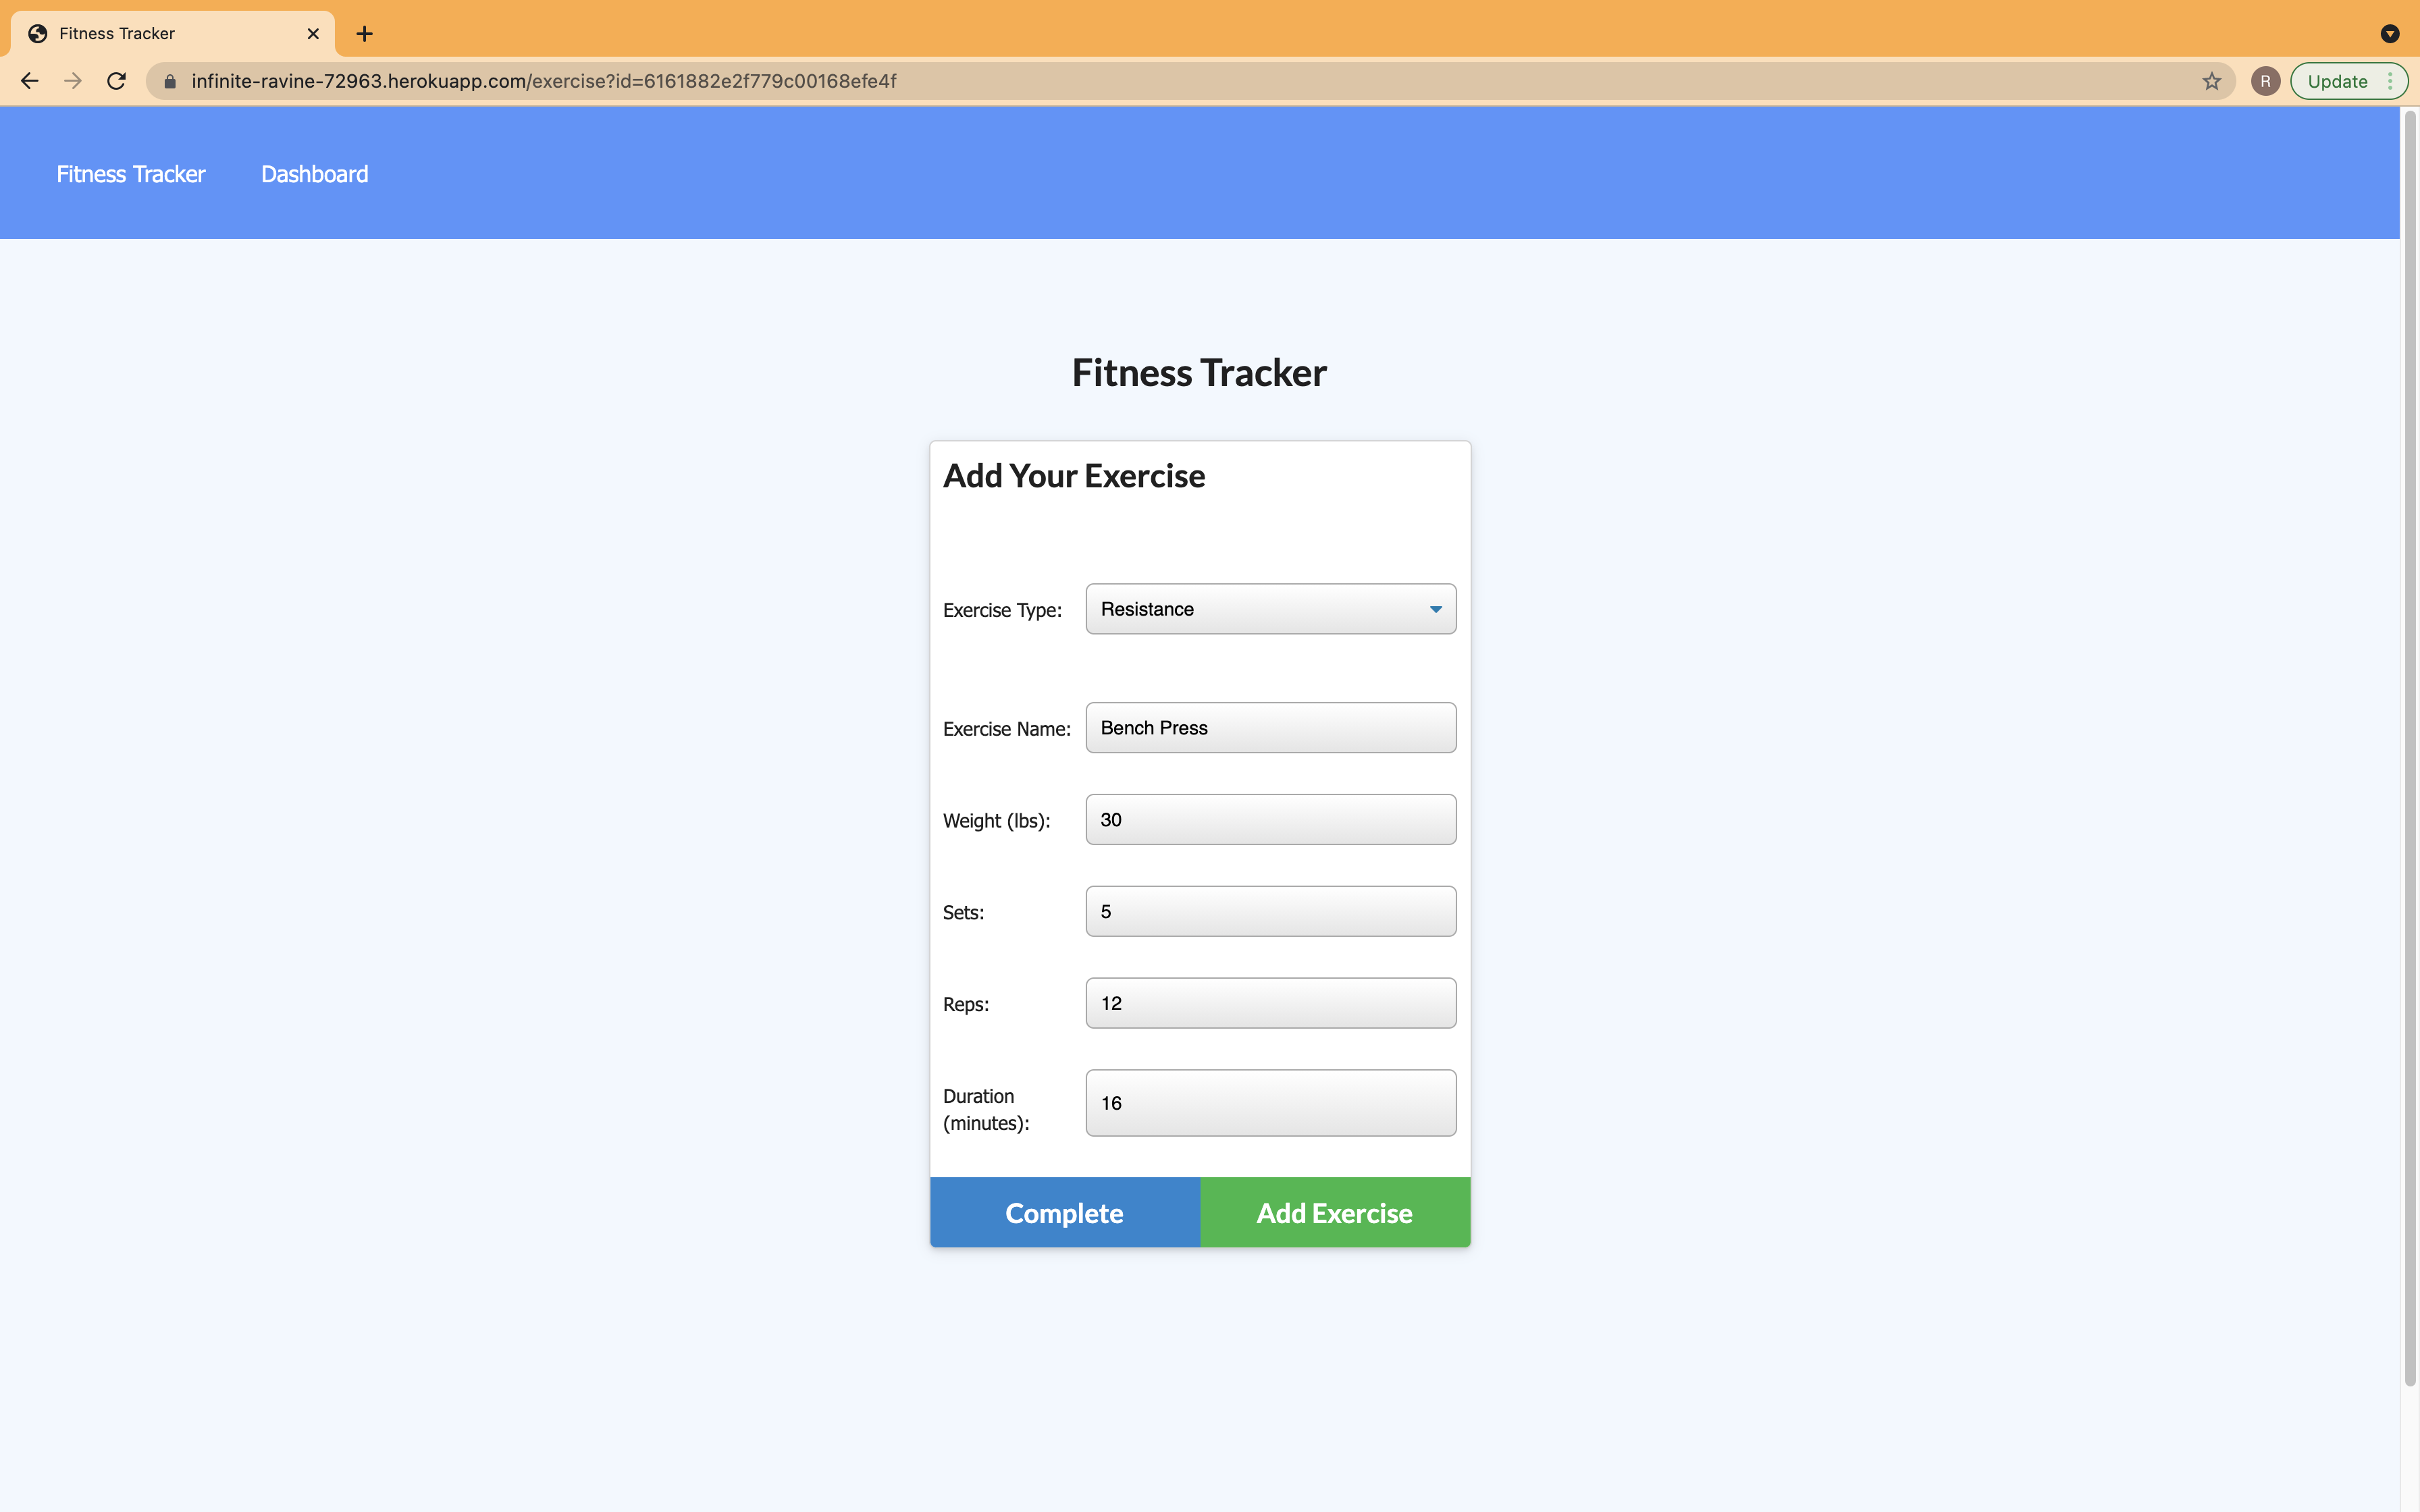 Fitness Tracker
infinite-ravine-72963.herokuapp.com/exercise?id=6161882e2f779c00168efe4f
R
Update
Fitness Tracker Dashboard
Fitness Tracker
Add Your Exercise
Exercise Type: Resistance
Exercise Name: Bench Press
Weight (lbs): 30
Sets: 5
Reps: 12
Duration
(minutes): 16
Complete Add Exercise